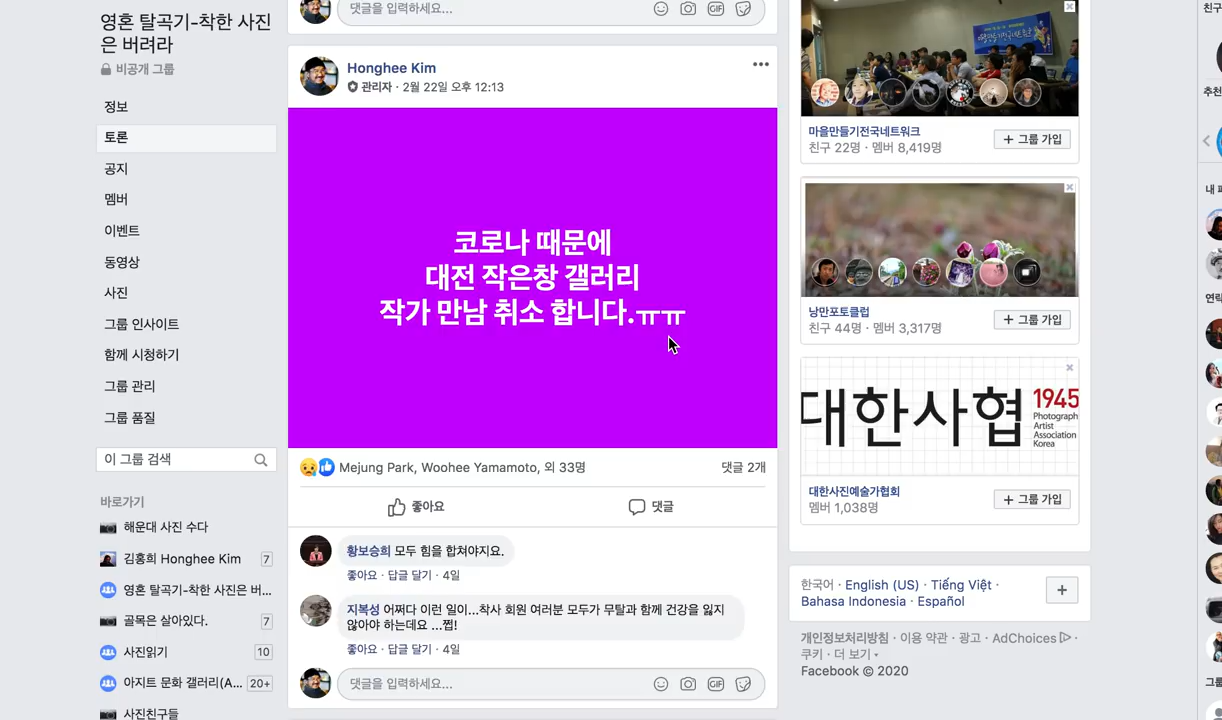 영혼 탈곡기-착한 사진
은 버려라
비공개 그룹
정보
토론
공지
멤버
이벤트
동영상
사진
그룹 인사이트
함께 시청하기
그룹 관리
그룹 품질
이 그룹 검색
바로가기
해운대 사진 수다
김홍희 Honghee Kim 7
영혼 탈곡기-착한 사진은 버...
골목은 살아있다. 7
사진읽기 10
아지트 문화 갤러리(A... 20+
사진친구들
댓글을 입력하세요...
GIF
Honghee Kim
관리자 · 2월 22일 오후 12:13
코로나 때문에
대전 작은창 갤러리
작가 만남 취소 합니다.ㅠㅠ
Mejung Park, Woohee Yamamoto, 외 33명
댓글 2개
좋아요
댓글
황보승희 모두 힘을 합쳐야지요.
좋아요 · 답글 달기 · 4일
지복성 어쩌다 이런 일이...착사 회원 여러분 모두가 무탈과 함께 건강을 잃지
않아야 하는데요 ...쩝!
좋아요 · 답글 달기 · 4일
댓글을 입력하세요...
GIF
마을만들기전국네트워크
친구 22명 · 멤버 8,419명
+ 그룹 가입
낭만포토클럽
친구 44명 · 멤버 3,317명
+ 그룹 가입
대한사협
1945
Photograph
Artist
Association
Korea
대한사진예술가협회
멤버 1,038명
+ 그룹 가입
한국어 · English (US) · Tiếng Việt ·
Bahasa Indonesia · Español
개인정보처리방침 · 이용 약관 · 광고 · AdChoices ·
쿠키 · 더 보기
Facebook © 2020
친구
추천
내 페
연락
그룹